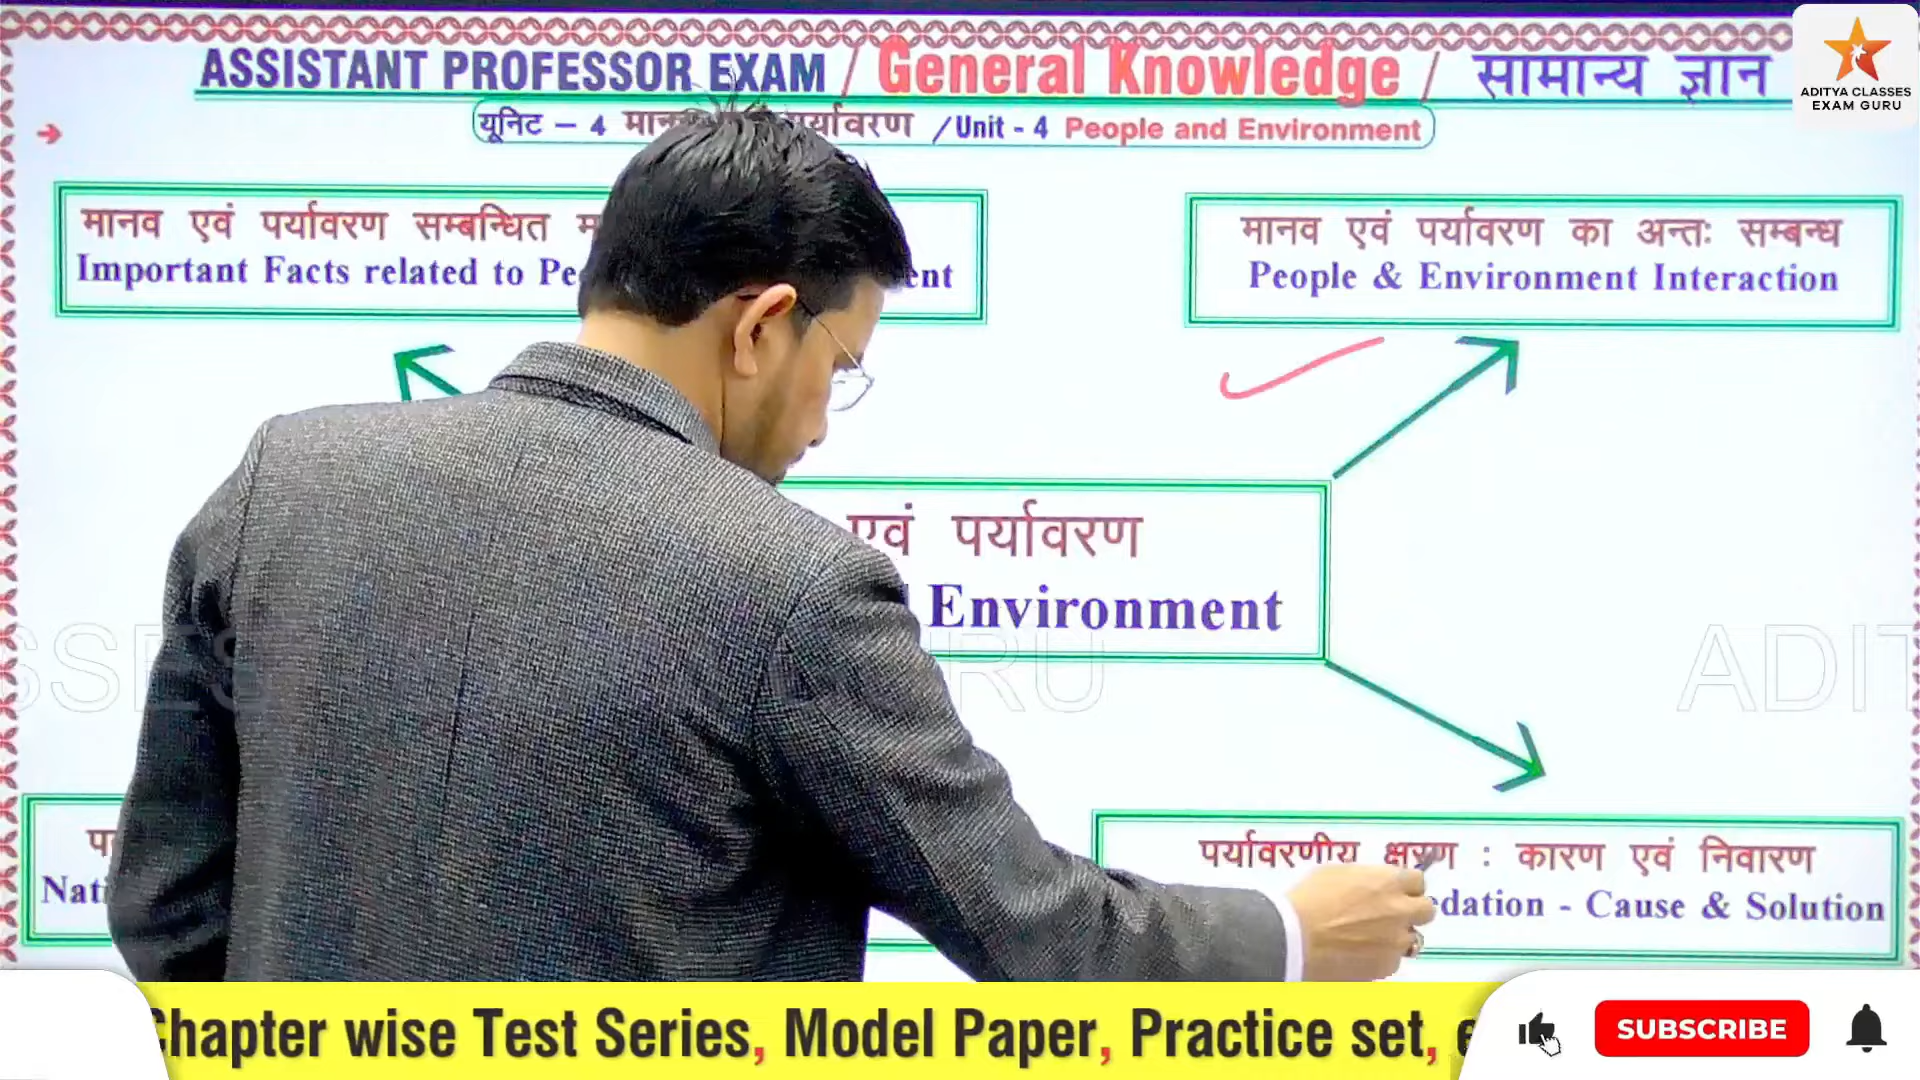 ASSISTANT PROFESSOR EXAM / General Knowledge / सामान्य ज्ञान
ADITYA CLASSES
EXAM GURU
यूनिट – 4 पर्यावरण / Unit - 4 People and Environment
मानव एवं पर्यावरण सम्बन्धित
Important Facts related to
मानव एवं पर्यावरण का अन्तः सम्बन्ध
People & Environment Interaction
एवं पर्यावरण
Environment
GURU
पर्यावरणीय क्षरण : कारण एवं निवारण
- Cause & Solution
Chapter wise Test Series, Model Paper, Practice set,
SUBSCRIBE